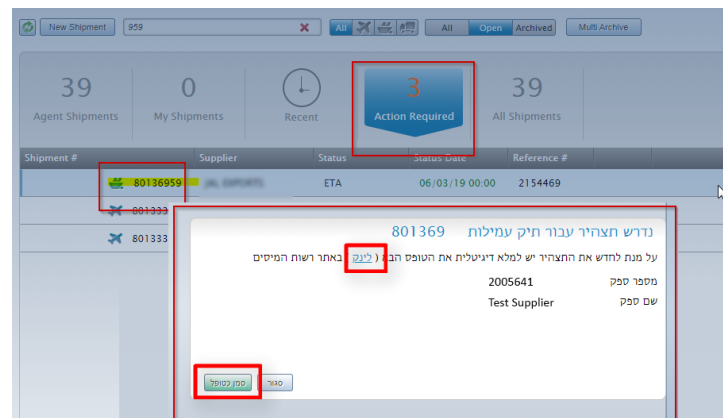 New Shipment 959 All All Open Archived Multi Archive
39 0 3 39
Agent Shipments My Shipments Recent Action Required All Shipments
Shipment # Supplier Status Status Date Reference #
80136959 ETA 06/03/19 00:00 2154469
801333
801333
נדרש תצהיר עבור תיק עמילות 801369
על מנת לחדש את התצהיר יש למלא דיגיטלית את הטופס הבא ( לינק באתר רשות המיסים
מספר ספק 2005641
שם ספק Test Supplier
סמן כטופל סגור